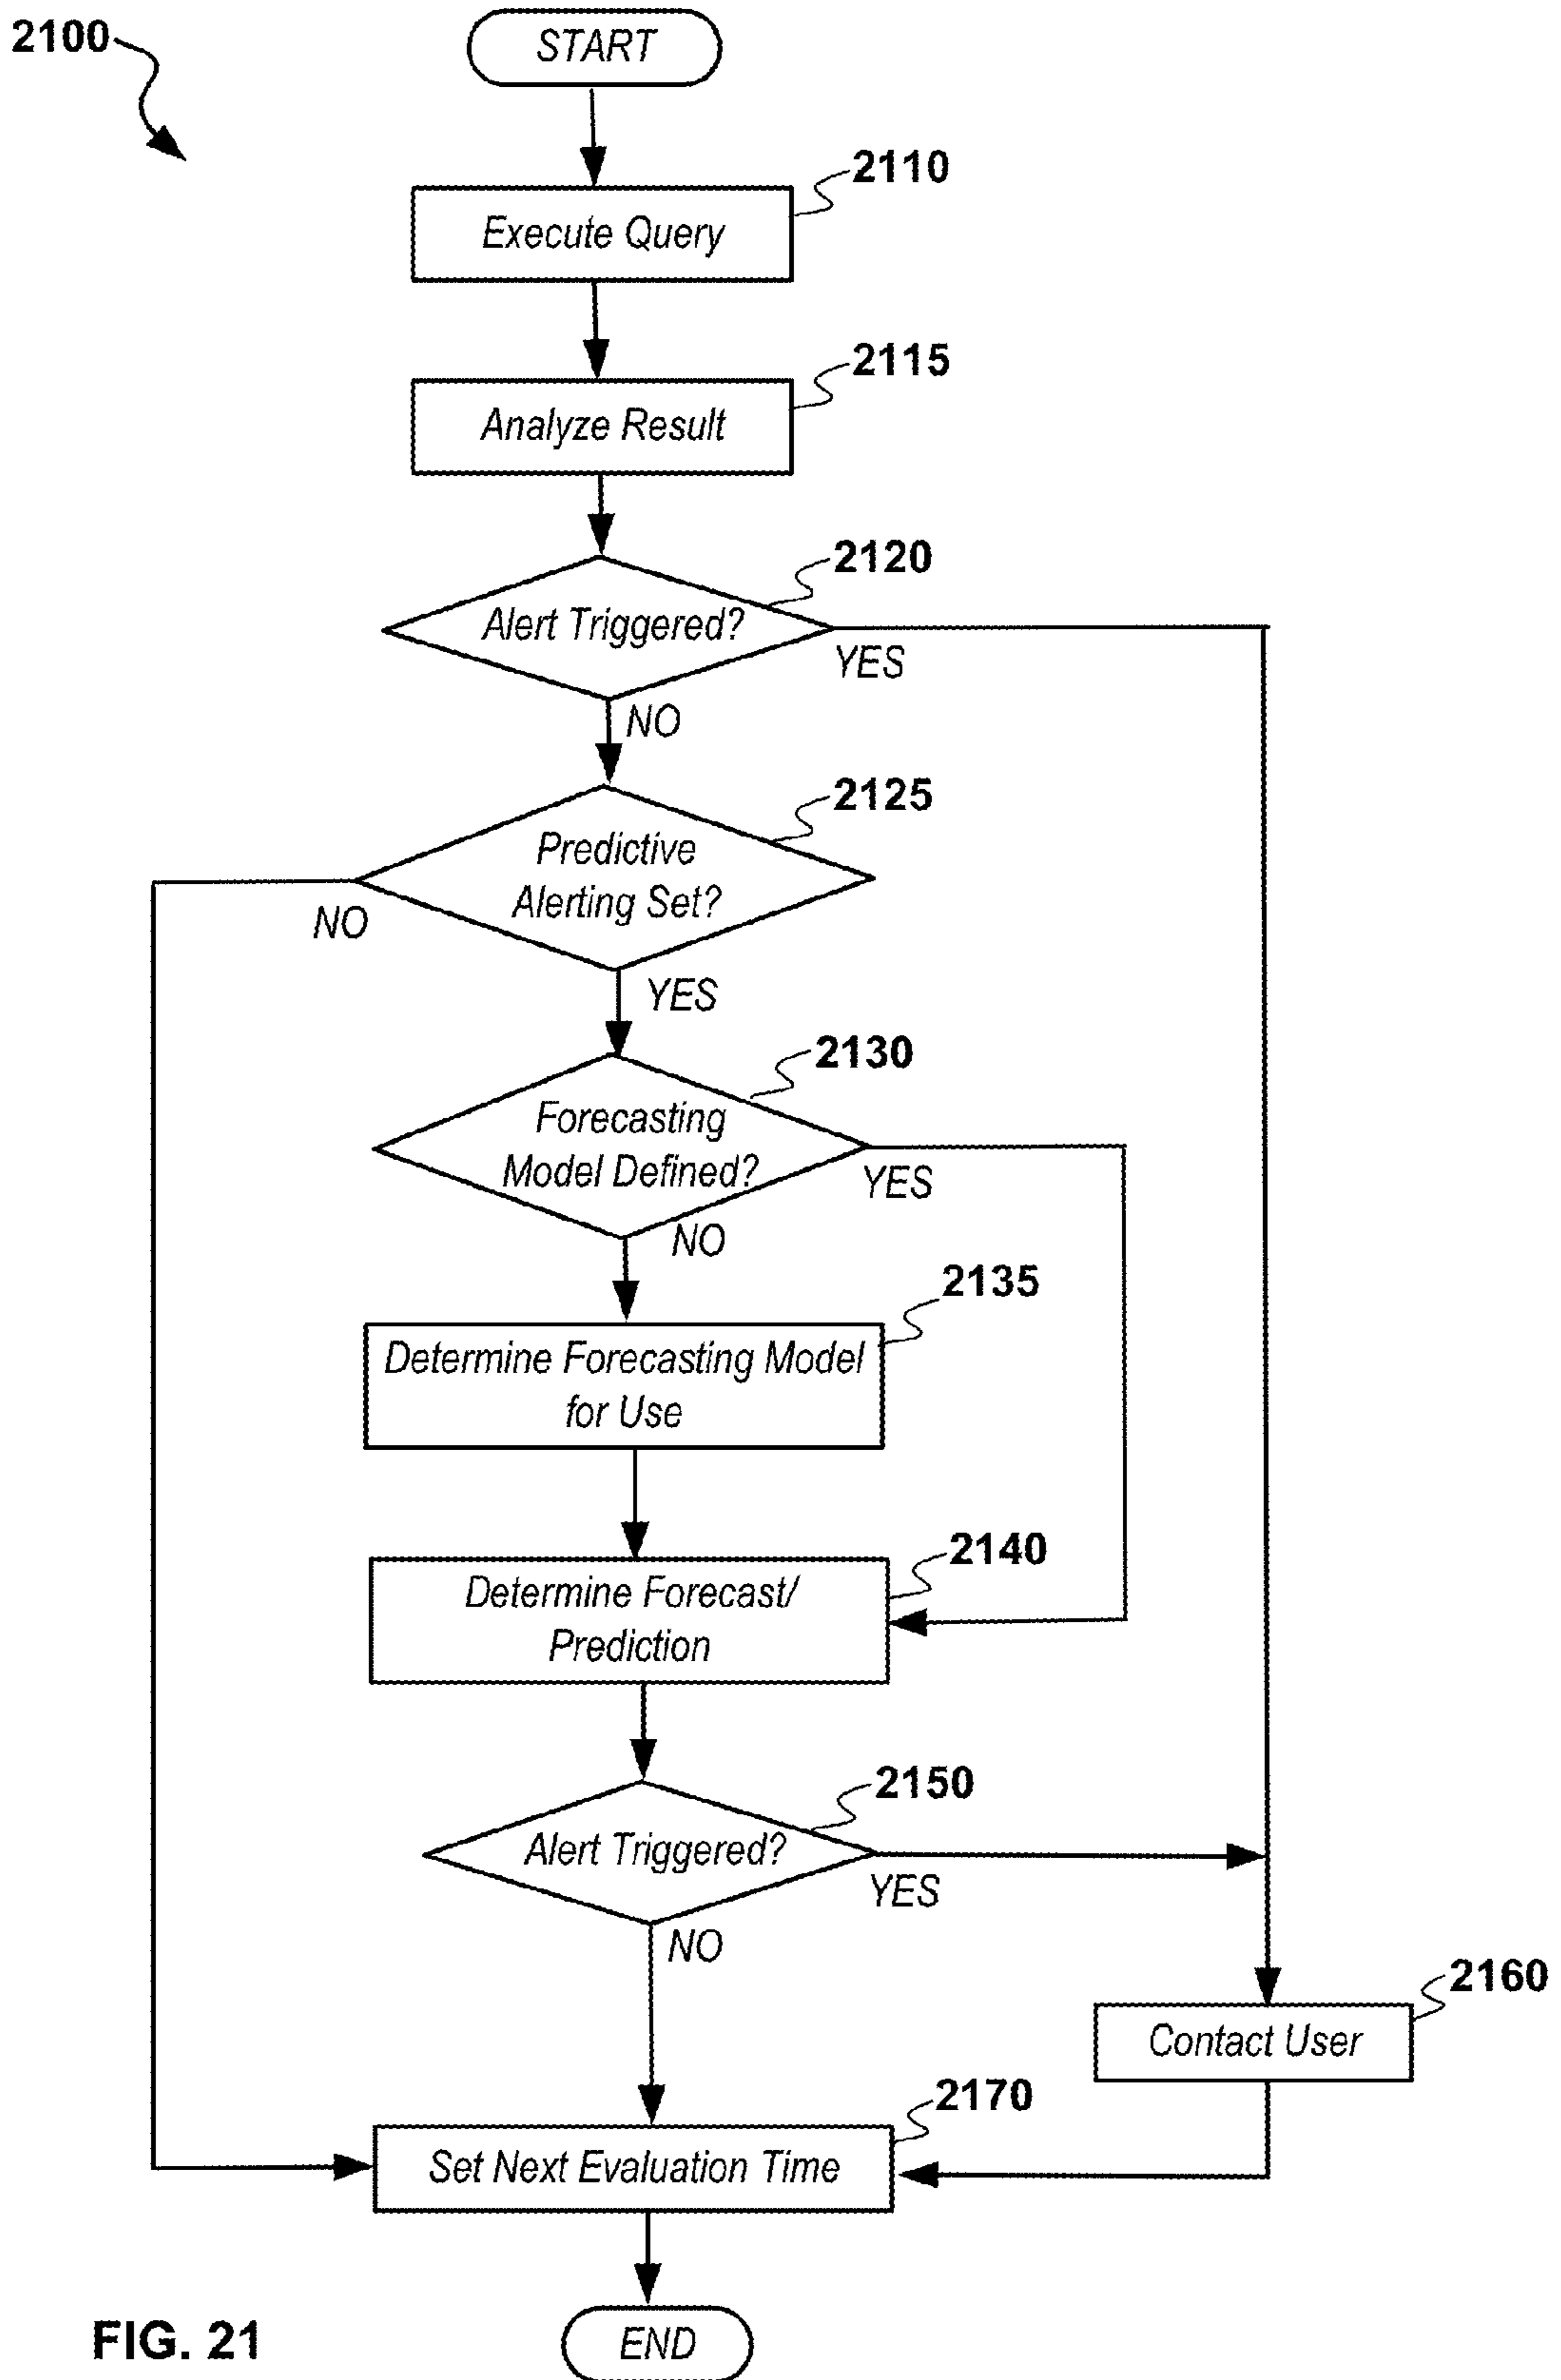 2100
START
2110
Execute Query
2115
Analyze Result
2120
Alert Triggered?
YES
NO
2125
Predictive
Alerting Set?
NO
YES
2130
Forecasting
Model Defined?
YES
NO
2135
Determine Forecasting Model
for Use
2140
Determine Forecast/
Prediction
2150
Alert Triggered?
YES
NO
2160
Contact User
2170
Set Next Evaluation Time
END
FIG. 21